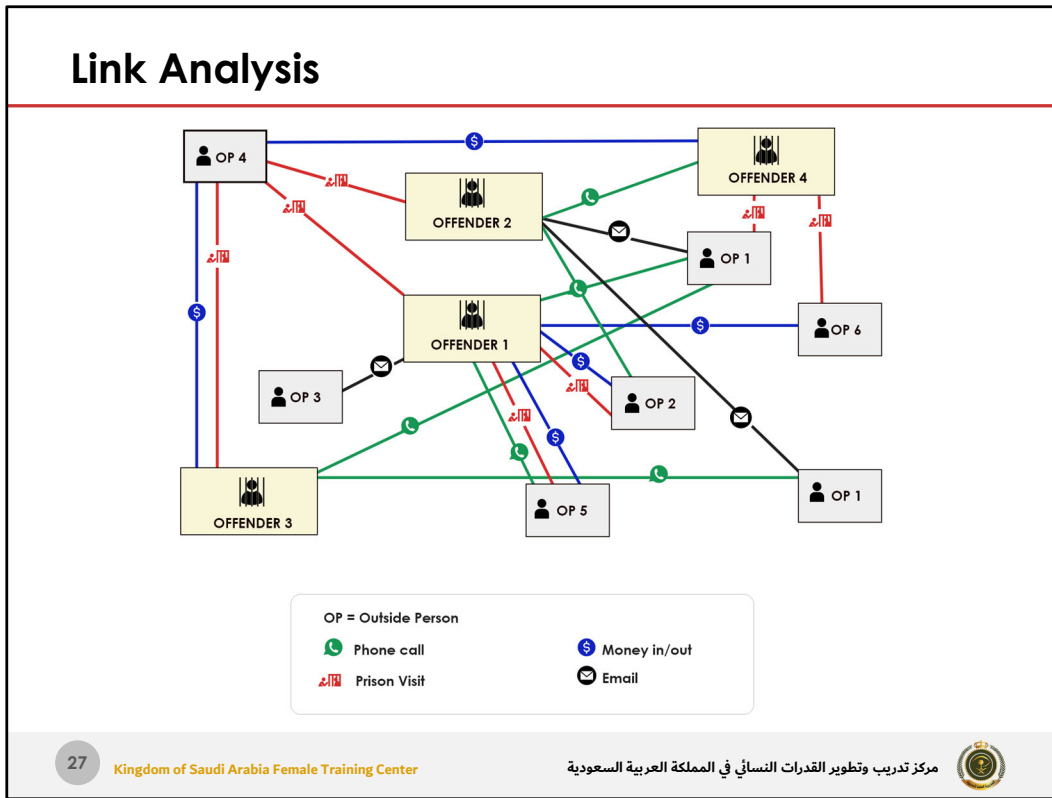 Link Analysis
OP 4
OFFENDER 4
OFFENDER 2
OP 1
OFFENDER 1
OP 6
OP 3
OP 2
OFFENDER 3
OP 5
OP 1
OP = Outside Person
Phone call
Money in/out
Prison Visit
Email
27
Kingdom of Saudi Arabia Female Training Center
مركز تدريب وتطوير القدرات النسائي في المملكة العربية السعودية